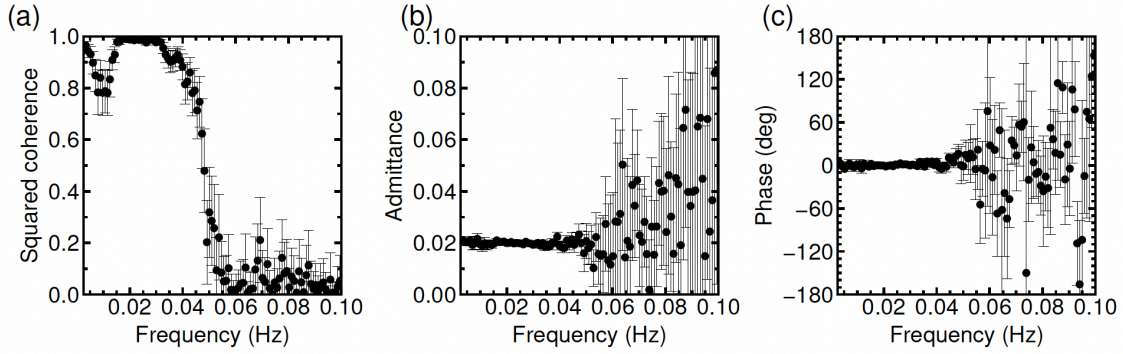 (a)
1.0
0.8
0.6
0.4
0.2
0.0
Squared coherence
0.02 0.04 0.06 0.08 0.10
Frequency (Hz)
(b)
0.10
0.08
0.06
0.04
0.02
0.00
Admittance
0.02 0.04 0.06 0.08 0.10
Frequency (Hz)
(c)
180
120
60
0
−60
−120
−180
Phase (deg)
0.02 0.04 0.06 0.08 0.10
Frequency (Hz)